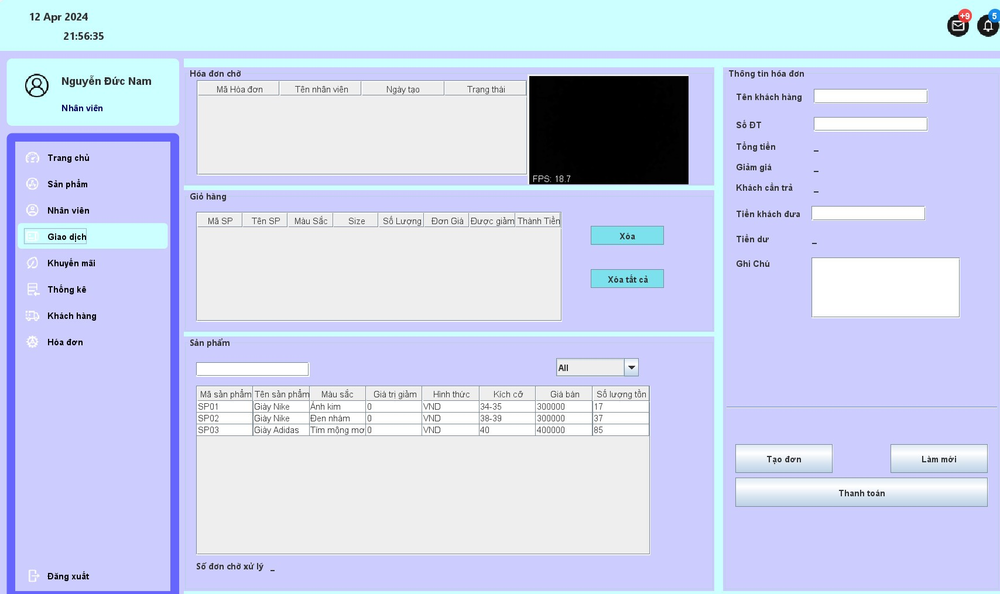 12 Apr 2024
21:56:35
+9
5
Nguyễn Đức Nam
Nhân viên
Trang chủ
Sản phẩm
Nhân viên
Giao dịch
Khuyến mãi
Thống kê
Khách hàng
Hóa đơn
Đăng xuất
Hóa đơn chờ
Mã Hóa đơn Tên nhân viên Ngày tạo Trạng thái
FPS: 18.7
Giỏ hàng
Mã SP Tên SP Màu Sắc Size Số Lượng Đơn Giá Được giảm Thành Tiền
Xóa
Xóa tất cả
Sản phẩm
All
Mã sản phẩm Tên sản phẩm Màu sắc Giá trị giảm Hình thức Kích cỡ Giá bán Số lượng tồn
SP01 Giày Nike Ánh kim 0 VND 34-35 300000 17
SP02 Giày Nike Đen nhám 0 VND 38-39 300000 37
SP03 Giày Adidas Tím mộng mơ 0 VND 40 400000 85
Số đơn chờ xử lý _
Thông tin hóa đơn
Tên khách hàng
Số ĐT
Tổng tiền _
Giảm giá _
Khách cần trả _
Tiền khách đưa
Tiền dư _
Ghi Chú
Tạo đơn Làm mới
Thanh toán